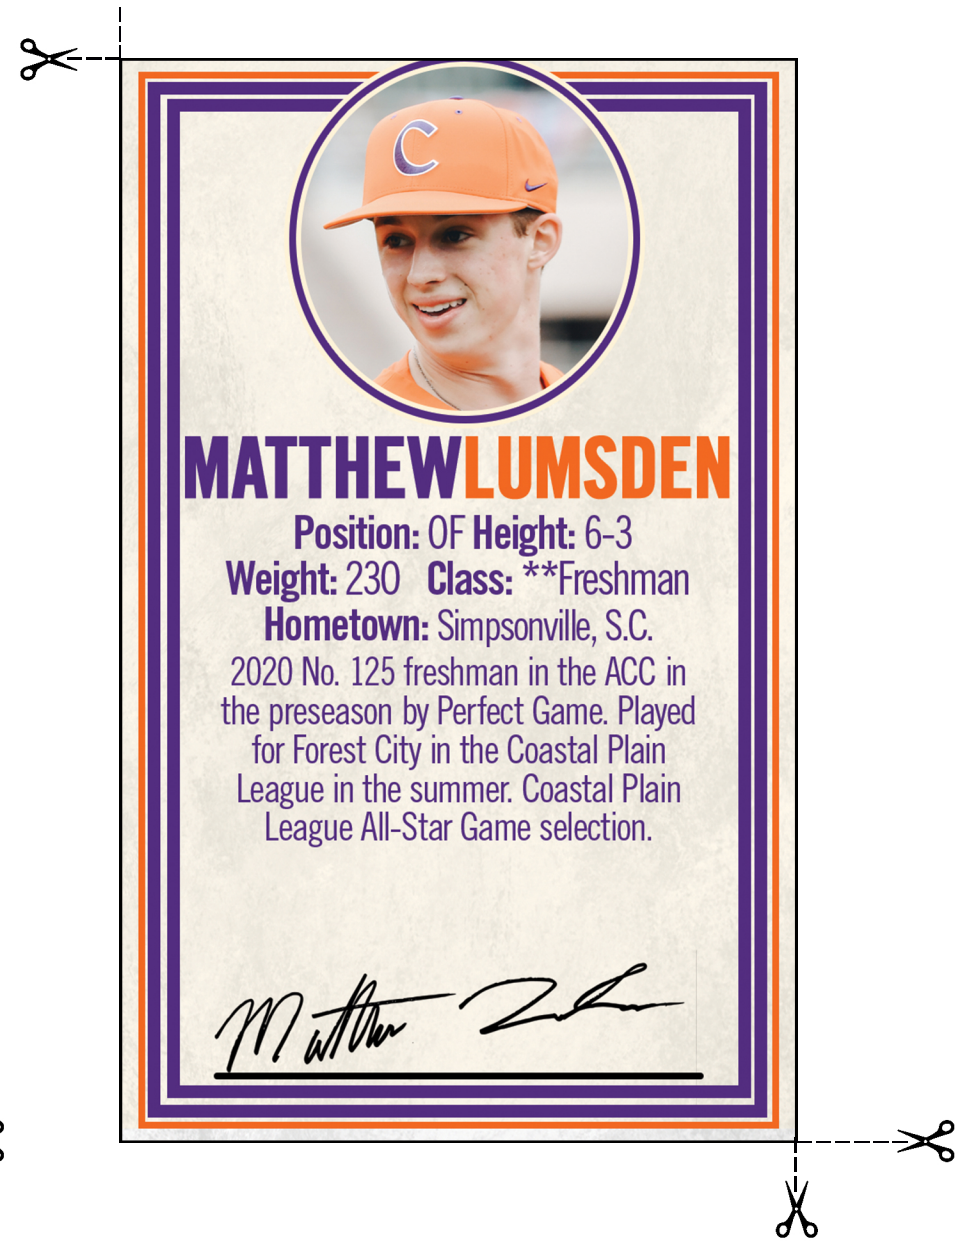 C
MATTHEWLUMSDEN
Position: OF Height: 6-3
Weight: 230 Class: **Freshman
Hometown: Simpsonville, S.C.
2020 No. 125 freshman in the ACC in
the preseason by Perfect Game. Played
for Forest City in the Coastal Plain
League in the summer. Coastal Plain
League All-Star Game selection.
Matthew Lumsden